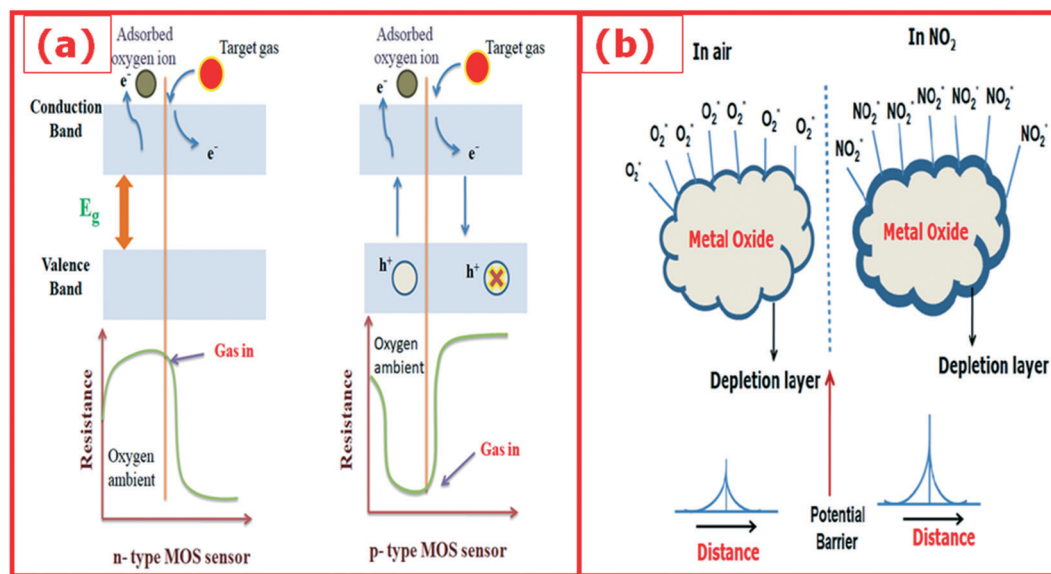 (a)
Adsorbed
oxygen ion
Target gas
e⁻
Conduction
Band
e⁻
E_g
Valence
Band
Resistance
Gas in
Oxygen
ambient
n- type MOS sensor
Adsorbed
oxygen ion
Target gas
e⁻
e⁻
h⁺
h⁺
Resistance
Oxygen
ambient
Gas in
p- type MOS sensor
(b)
In air
In NO₂
O₂* O₂* O₂* O₂* O₂* O₂*
NO₂* NO₂* NO₂* NO₂* NO₂* NO₂*
Metal Oxide
Metal Oxide
Depletion layer
Depletion layer
Potential
Barrier
Distance
Distance